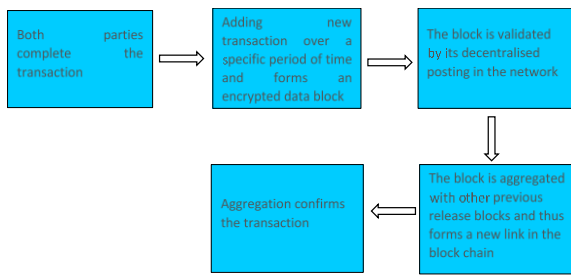 Both parties
complete the
transaction
Adding new
transaction over a
specific period of time
and forms an
encrypted data block
The block is validated
by its decentralised
posting in the network
The block is aggregated
with other previous
release blocks and thus
forms a new link in the
block chain
Aggregation confirms
the transaction